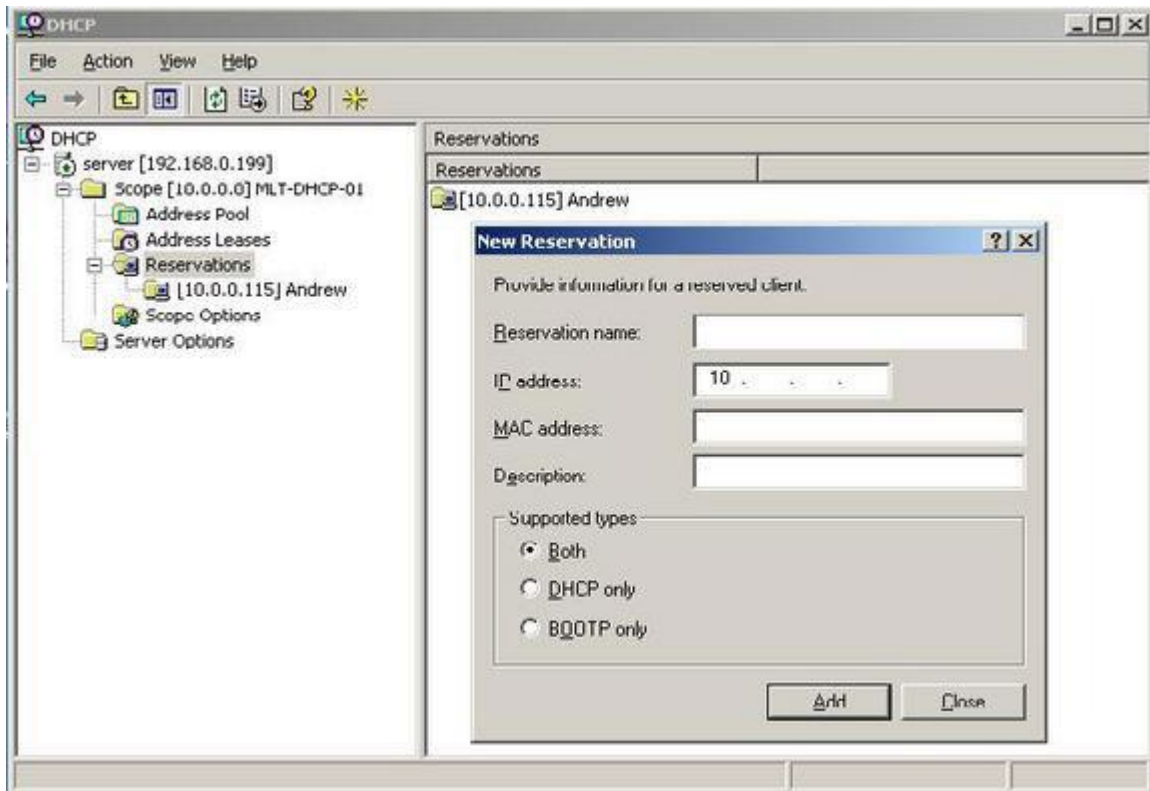 DHCP
File Action View Help
DHCP
server [192.168.0.199]
Scope [10.0.0.0] MLT-DHCP-01
Address Pool
Address Leases
Reservations
[10.0.0.115] Andrew
Scope Options
Server Options
Reservations
Reservations
[10.0.0.115] Andrew
New Reservation
Provide information for a reserved client.
Reservation name:
IP address:
10 . . .
MAC address:
Description:
Supported types
Both
DHCP only
BOOTP only
Add Close